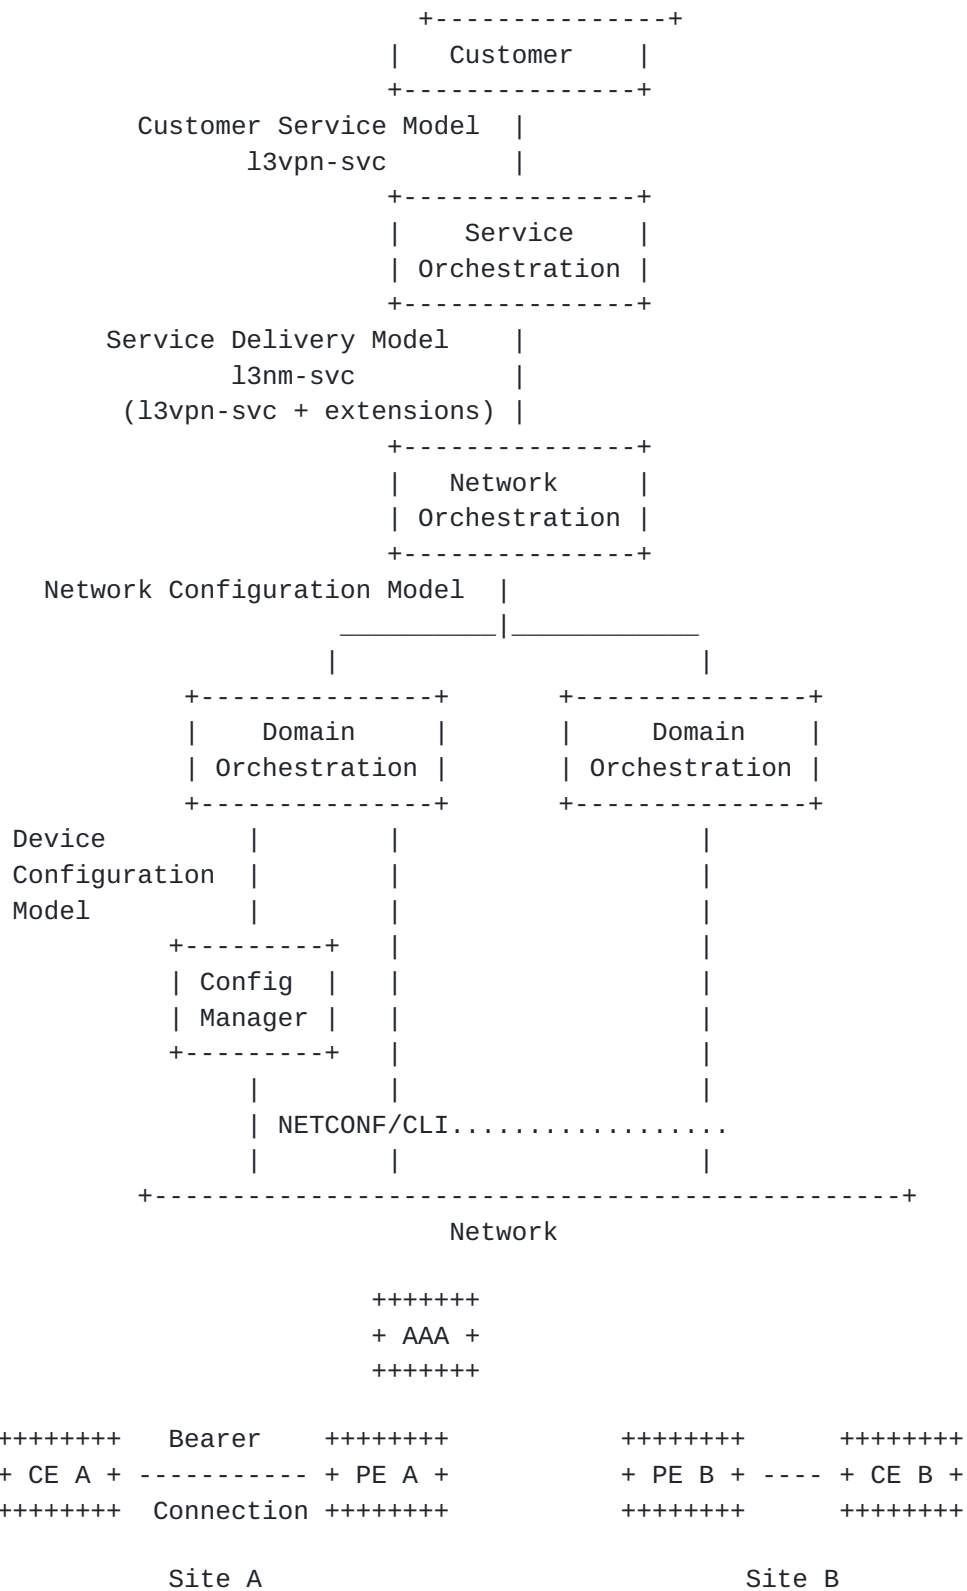 +---------------+
                         |   Customer    |
                         +---------------+
         Customer Service Model  |
                l3vpn-svc        |
                         +---------------+
                         |    Service    |
                         | Orchestration |
                         +---------------+
       Service Delivery Model    |
               l3nm-svc          |
        (l3vpn-svc + extensions) |
                         +---------------+
                         |   Network     |
                         | Orchestration |
                         +---------------+
   Network Configuration Model  |
                      __________|____________
                     |                       |
            +---------------+       +---------------+
            |    Domain     |       |     Domain    |
            | Orchestration |       | Orchestration |
            +---------------+       +---------------+
 Device         |        |                   |
 Configuration  |        |                   |
 Model          |        |                   |
           +---------+   |                   |
           | Config  |   |                   |
           | Manager |   |                   |
           +---------+   |                   |
                |        |                   |
                | NETCONF/CLI..................
                |        |                   |
         +------------------------------------------------+
                             Network

                        +++++++
                        + AAA +
                        +++++++

++++++++   Bearer    ++++++++           ++++++++      ++++++++
+ CE A + ----------- + PE A +           + PE B + ---- + CE B +
++++++++  Connection ++++++++           ++++++++      ++++++++

           Site A                               Site B